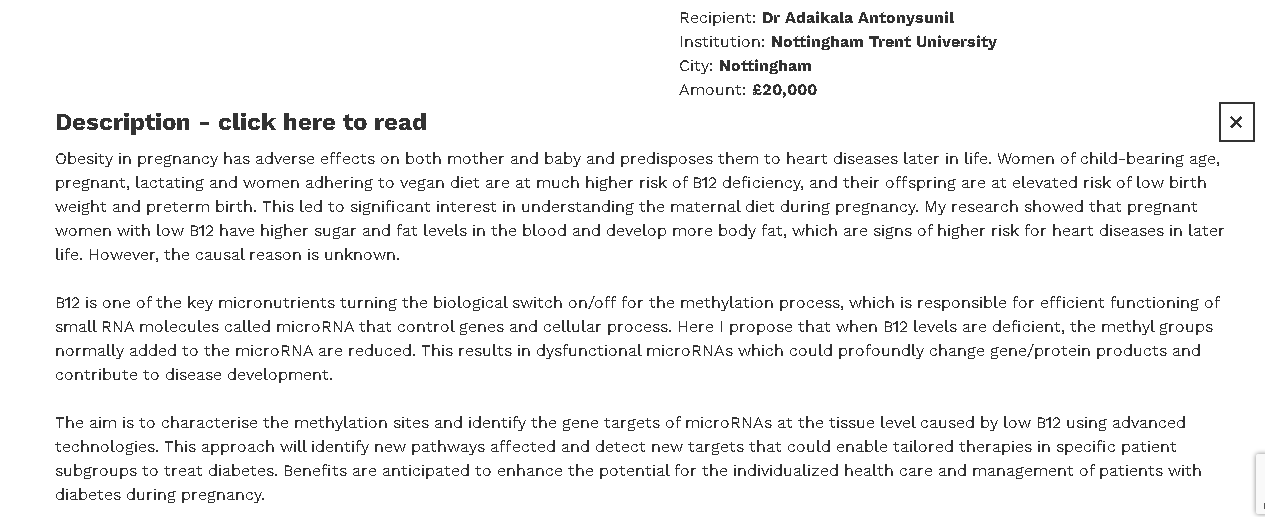 Recipient: Dr Adaikala Antonysunil
Institution: Nottingham Trent University
City: Nottingham
Amount: £20,000
Description - click here to read
Obesity in pregnancy has adverse effects on both mother and baby and predisposes them to heart diseases later in life. Women of child-bearing age,
pregnant, lactating and women adhering to vegan diet are at much higher risk of B12 deficiency, and their offspring are at elevated risk of low birth
weight and preterm birth. This led to significant interest in understanding the maternal diet during pregnancy. My research showed that pregnant
women with low B12 have higher sugar and fat levels in the blood and develop more body fat, which are signs of higher risk for heart diseases in later
life. However, the causal reason is unknown.
B12 is one of the key micronutrients turning the biological switch on/off for the methylation process, which is responsible for efficient functioning of
small RNA molecules called microRNA that control genes and cellular process. Here I propose that when B12 levels are deficient, the methyl groups
normally added to the microRNA are reduced. This results in dysfunctional microRNAs which could profoundly change gene/protein products and
contribute to disease development.
The aim is to characterise the methylation sites and identify the gene targets of microRNAs at the tissue level caused by low B12 using advanced
technologies. This approach will identify new pathways affected and detect new targets that could enable tailored therapies in specific patient
subgroups to treat diabetes. Benefits are anticipated to enhance the potential for the individualized health care and management of patients with
diabetes during pregnancy.